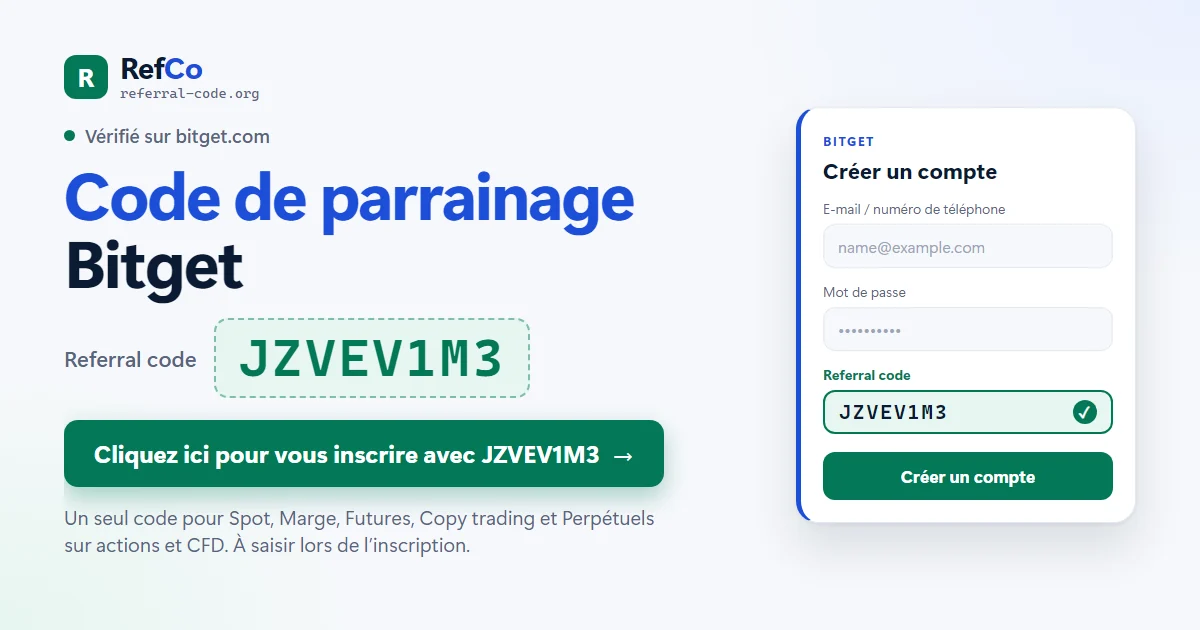 R
RefCo
referral-code.org
Vérifié sur bitget.com
Code de parrainage
Bitget
Referral code
JZVEV1M3
Cliquez ici pour vous inscrire avec JZVEV1M3 →
Un seul code pour Spot, Marge, Futures, Copy trading et Perpétuels
sur actions et CFD. À saisir lors de l’inscription.
BITGET
Créer un compte
E-mail / numéro de téléphone
name@example.com
Mot de passe
••••••••••
Referral code
JZVEV1M3
Créer un compte